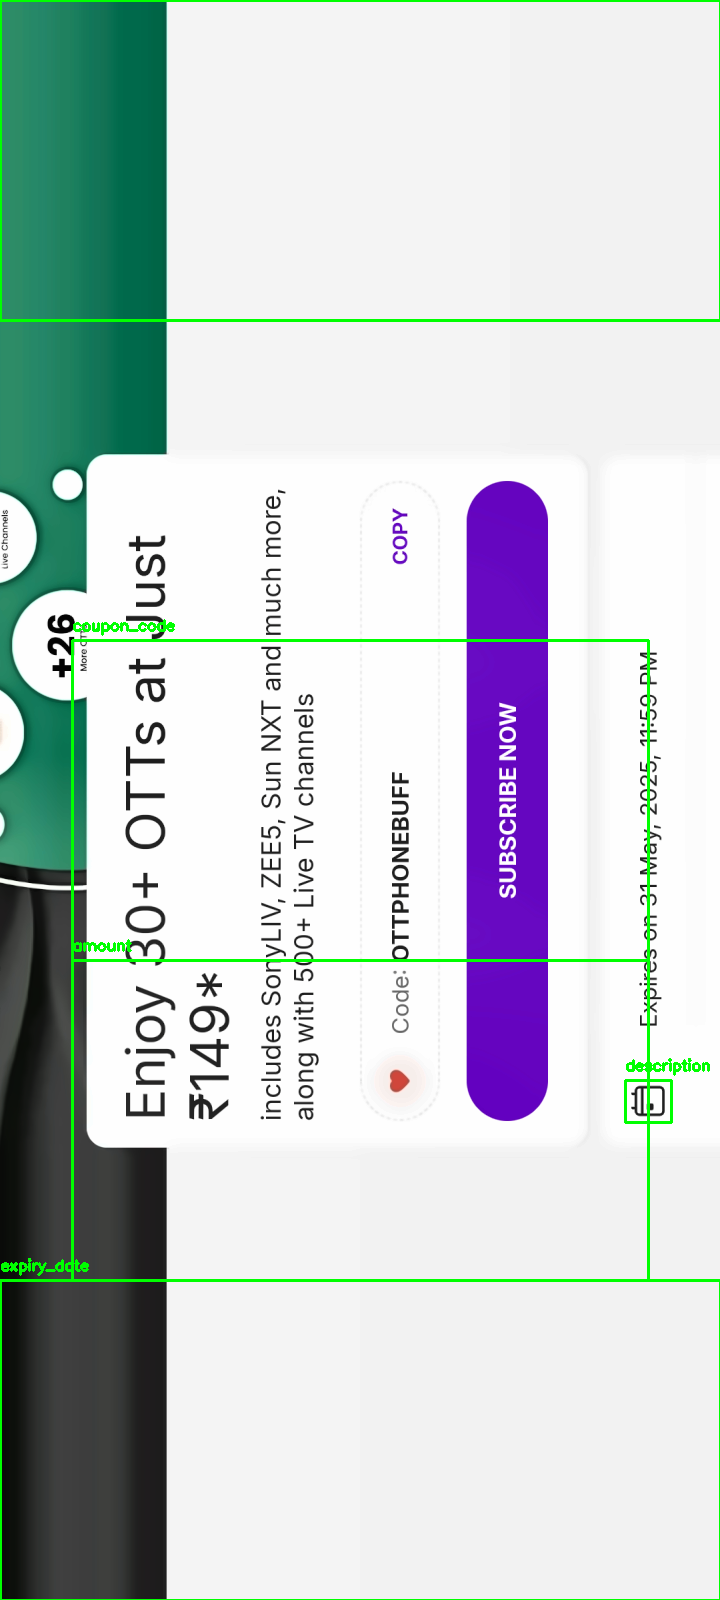 Live Channels
+26
More OTTs
Enjoy 30+ OTTs at Just
₹149*
includes SonyLIV, ZEE5, Sun NXT and much more,
along with 500+ Live TV channels
Code: OTTPHONEBUFF
COPY
SUBSCRIBE NOW
Expires on 31 May, 2025, 11:59 PM
coupon_code
amount
description
expiry_date